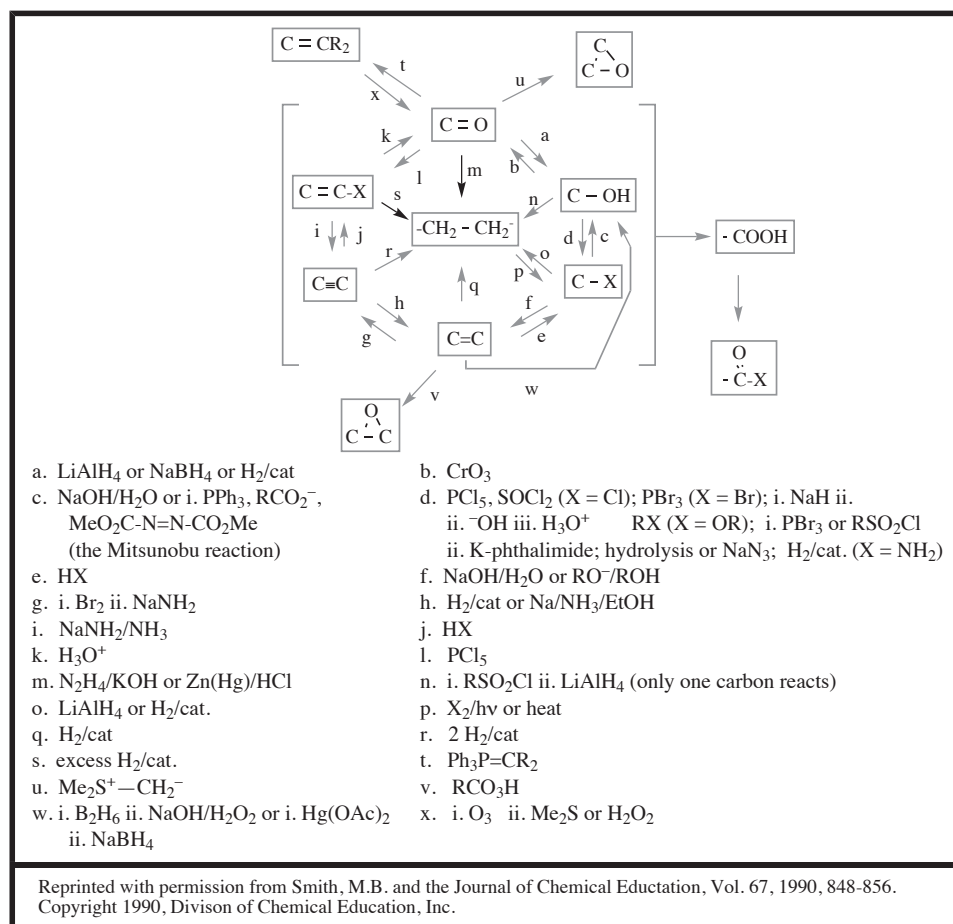 C = CR₂
t
x
u
C
C - O
C = O
k
l
m
a
b
C = C-X
s
n
C - OH
i
j
-CH₂ - CH₂⁻
d
c
- COOH
r
p
o
C≡C
C - X
h
q
f
g
C=C
e
w
v
O
- C-X
O
C - C
a. LiAlH₄ or NaBH₄ or H₂/cat
b. CrO₃
c. NaOH/H₂O or i. PPh₃, RCO₂⁻,
MeO₂C-N=N-CO₂Me
(the Mitsunobu reaction)
d. PCl₅, SOCl₂ (X = Cl); PBr₃ (X = Br); i. NaH ii.
ii. ⁻OH iii. H₃O⁺ RX (X = OR); i. PBr₃ or RSO₂Cl
ii. K-phthalimide; hydrolysis or NaN₃; H₂/cat. (X = NH₂)
e. HX
f. NaOH/H₂O or RO⁻/ROH
g. i. Br₂ ii. NaNH₂
h. H₂/cat or Na/NH₃/EtOH
i. NaNH₂/NH₃
j. HX
k. H₃O⁺
l. PCl₅
m. N₂H₄/KOH or Zn(Hg)/HCl
n. i. RSO₂Cl ii. LiAlH₄ (only one carbon reacts)
o. LiAlH₄ or H₂/cat.
p. X₂/hν or heat
q. H₂/cat
r. 2 H₂/cat
s. excess H₂/cat.
t. Ph₃P=CR₂
u. Me₂S⁺—CH₂⁻
v. RCO₃H
w. i. B₂H₆ ii. NaOH/H₂O₂ or i. Hg(OAc)₂
ii. NaBH₄
x. i. O₃ ii. Me₂S or H₂O₂
Reprinted with permission from Smith, M.B. and the Journal of Chemical Eductation, Vol. 67, 1990, 848-856.
Copyright 1990, Divison of Chemical Education, Inc.